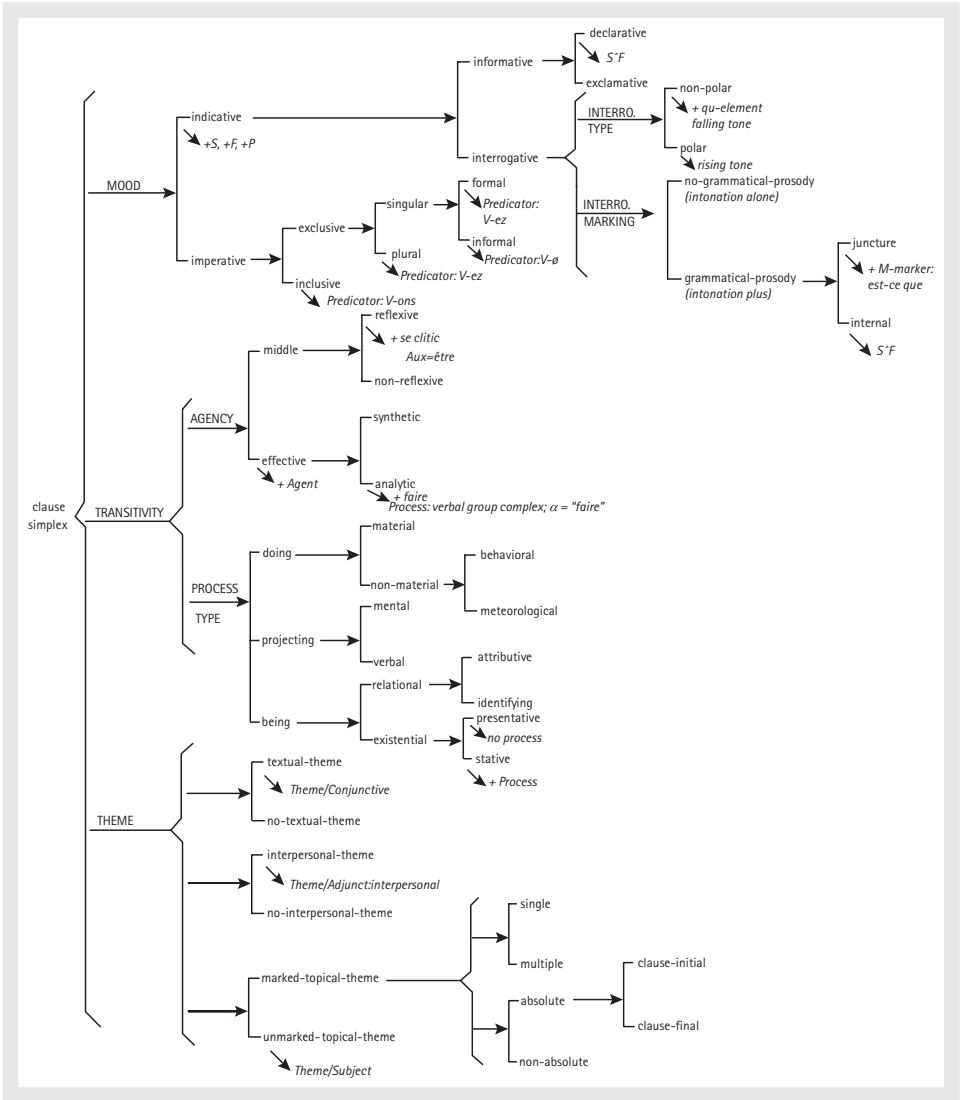 clause
simplex
MOOD
indicative
+S, +F, +P
informative
declarative
SˆF
exclamative
interrogative
INTERRO.
TYPE
non-polar
+ qu-element
falling tone
polar
rising tone
INTERRO.
MARKING
no-grammatical-prosody
(intonation alone)
grammatical-prosody
(intonation plus)
juncture
+ M-marker:
est-ce que
internal
SˆF
imperative
exclusive
singular
formal
Predicator:
V-ez
informal
Predicator:V-ø
plural
Predicator: V-ez
inclusive
Predicator: V-ons
TRANSITIVITY
AGENCY
middle
reflexive
+ se clitic
Aux=être
non-reflexive
effective
+ Agent
synthetic
analytic
+ faire
Process: verbal group complex; α = "faire"
PROCESS
TYPE
doing
material
non-material
behavioral
meteorological
projecting
mental
verbal
being
relational
attributive
identifying
existential
presentative
no process
stative
+ Process
THEME
textual-theme
Theme/Conjunctive
no-textual-theme
interpersonal-theme
Theme/Adjunct:interpersonal
no-interpersonal-theme
marked-topical-theme
single
multiple
absolute
clause-initial
clause-final
non-absolute
unmarked-topical-theme
Theme/Subject